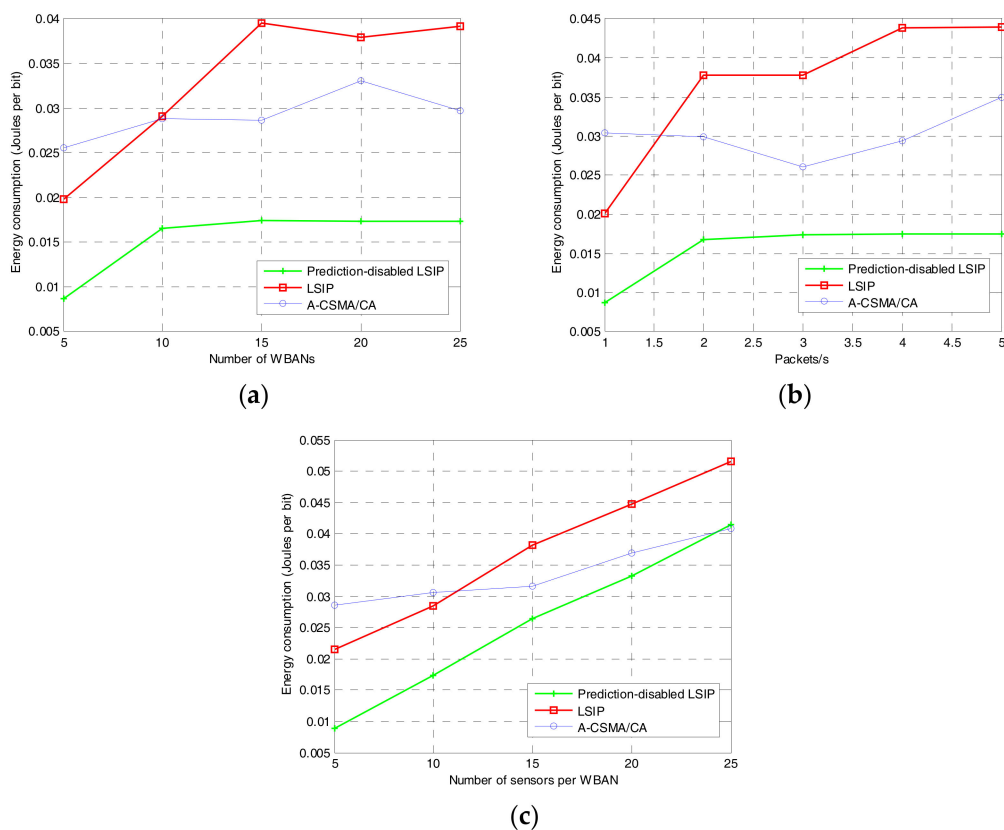 0.04
0.035
0.03
0.025
0.02
0.015
0.01
0.005
5
10
15
20
25
Energy consumption (Joules per bit)
Number of WBANs
Prediction-disabled LSIP
LSIP
A-CSMA/CA
(a)
0.045
0.04
0.035
0.03
0.025
0.02
0.015
0.01
0.005
1
1.5
2
2.5
3
3.5
4
4.5
5
Energy consumption (Joules per bit)
Packets/s
Prediction-disabled LSIP
LSIP
A-CSMA/CA
(b)
0.055
0.05
0.045
0.04
0.035
0.03
0.025
0.02
0.015
0.01
0.005
5
10
15
20
25
Energy consumption (Joules per bit)
Number of sensors per WBAN
Prediction-disabled LSIP
LSIP
A-CSMA/CA
(c)